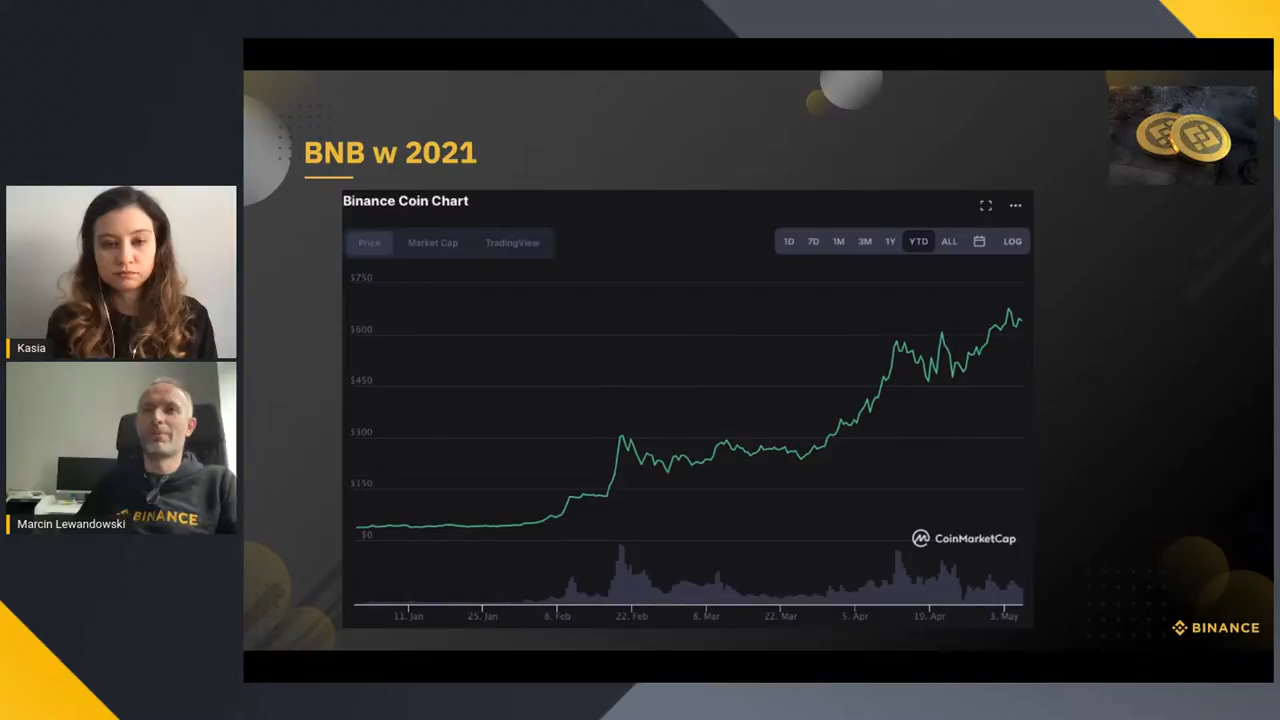 BNB w 2021
Binance Coin Chart
Price Market Cap TradingView
1D 7D 1M 3M 1Y YTD ALL LOG
$750
$600
$450
$300
$150
$0
CoinMarketCap
11. Jan 25. Jan 8. Feb 22. Feb 8. Mar 22. Mar 5. Apr 19. Apr 3. May
BINANCE
Kasia
BINANCE
Marcin Lewandowski